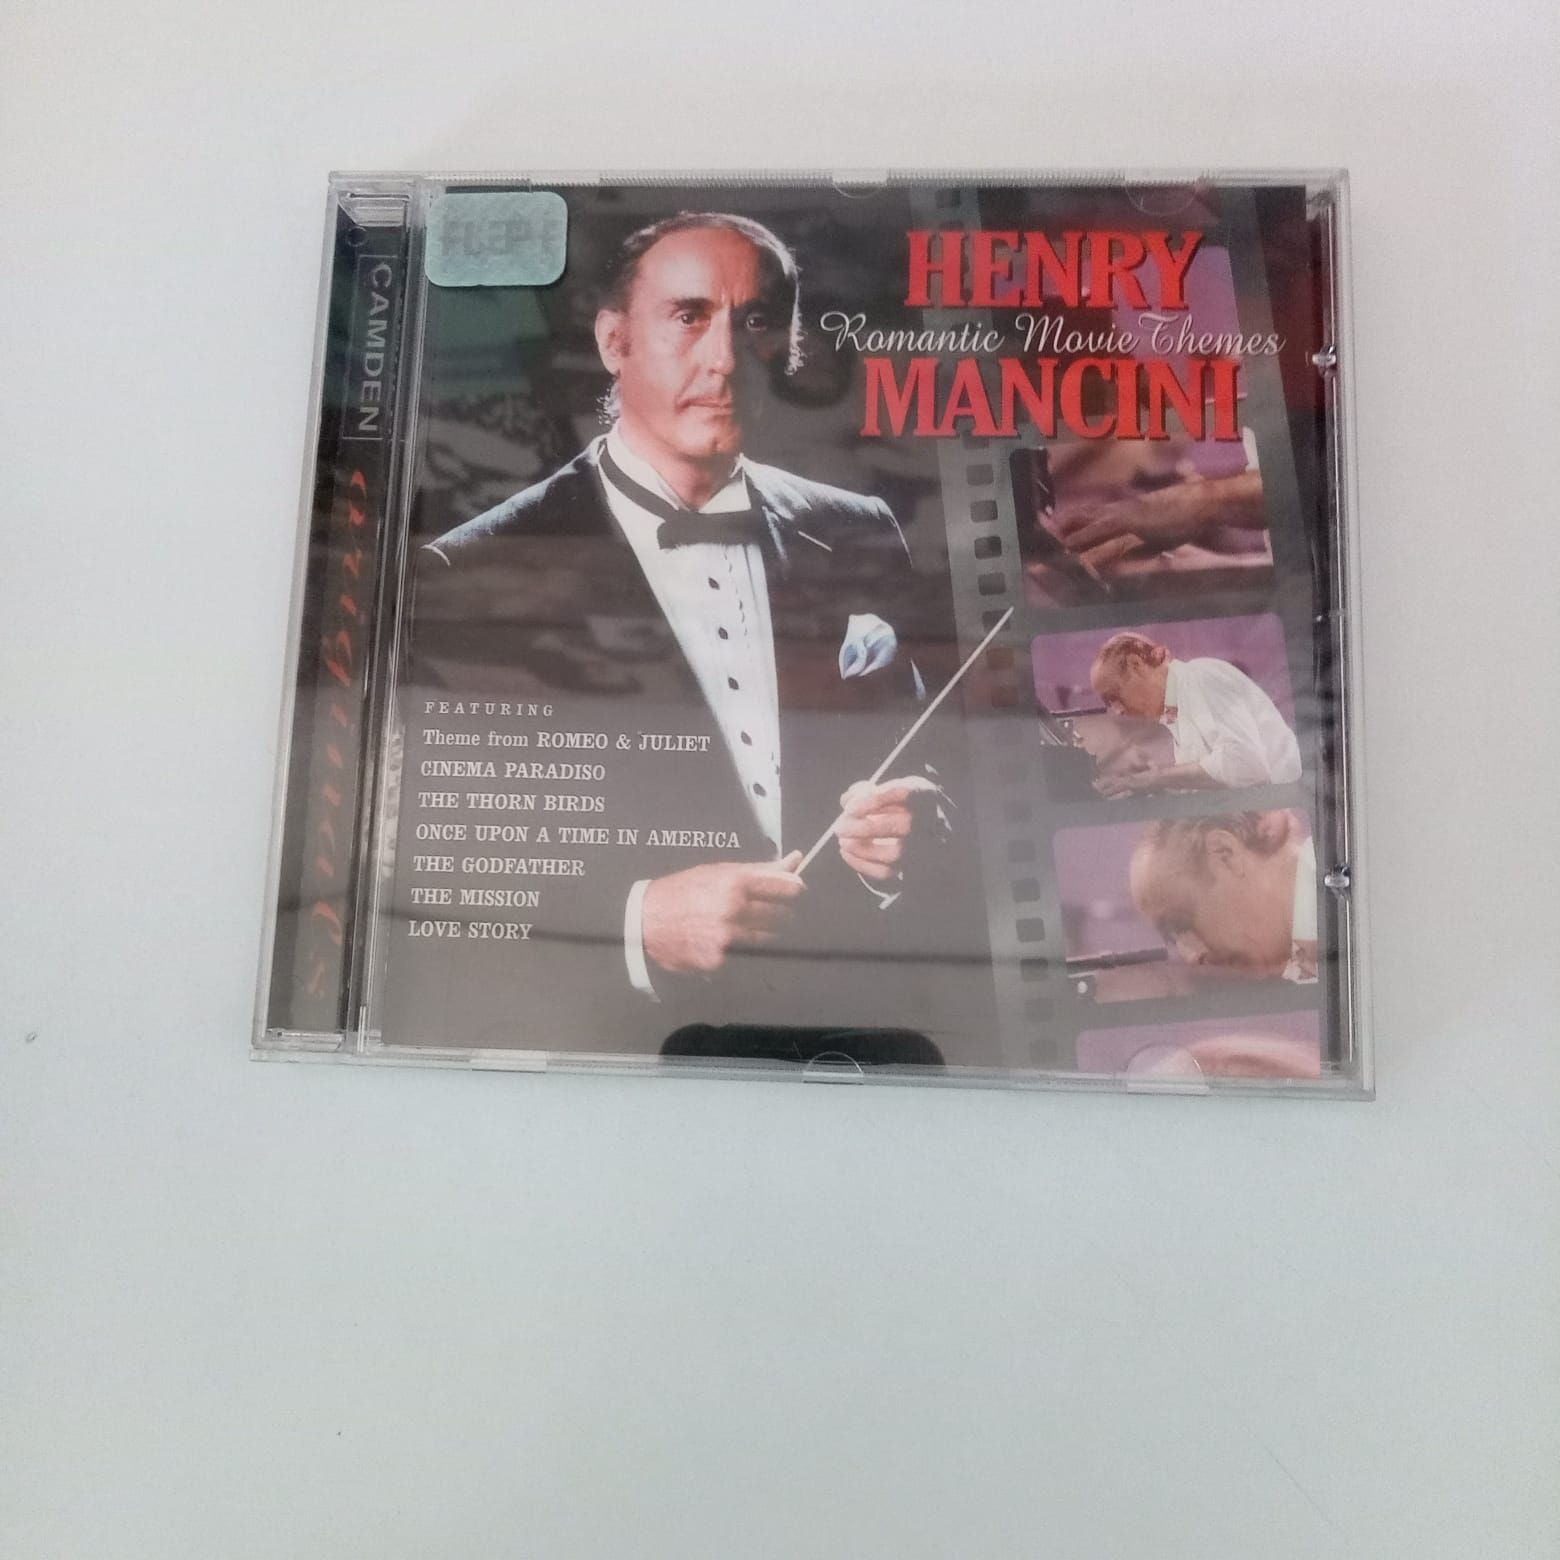 HENRY
Romantic Movie Themes
MANCINI
CAMDEN
FEATURING
Theme from ROMEO & JULIET
CINEMA PARADISO
THE THORN BIRDS
ONCE UPON A TIME IN AMERICA
THE GODFATHER
THE MISSION
LOVE STORY